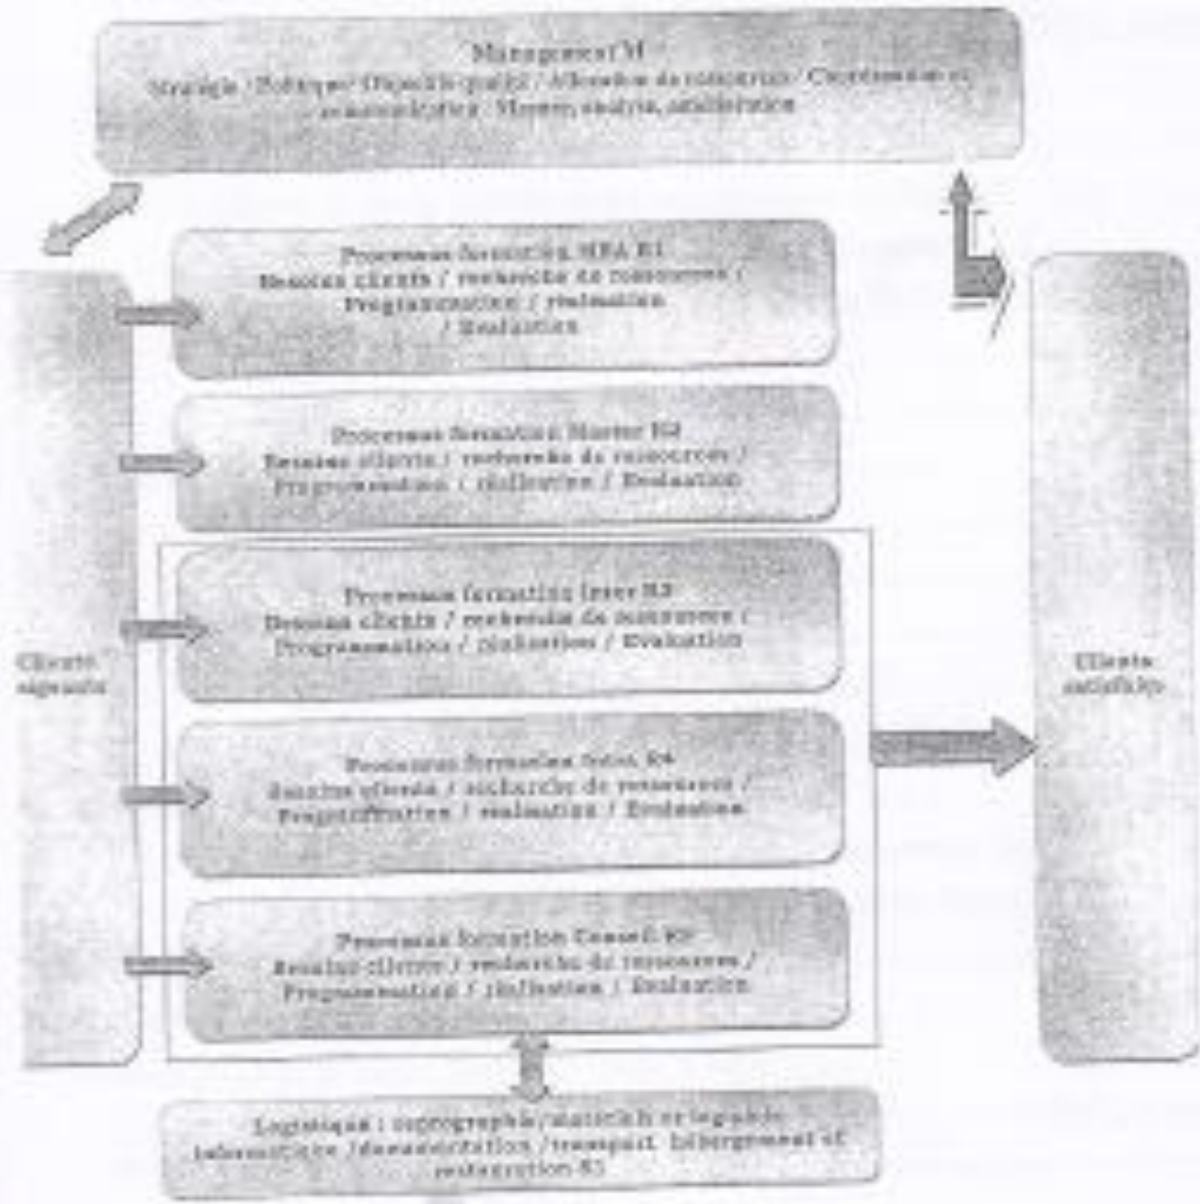 Management M
Stratégie / Politique / Objectifs qualité / Allocation de ressources / Coordination et
communication / Mesure, analyse, amélioration
Processus formation MBA R1
Besoins clients / recherche de ressources /
Programmation / réalisation
/ Evaluation
Processus formation Master R2
Besoins clients / recherche de ressources /
Programmation / réalisation / Evaluation
Processus formation Inter R3
Besoins clients / recherche de ressources /
Programmation / réalisation / Evaluation
Clients
exigeants
Clients
satisfaits
Processus formation Intra R4
Besoins clients / recherche de ressources /
Programmation / réalisation / Evaluation
Processus formation Conseil R5
Besoins clients / recherche de ressources /
Programmation / réalisation / Evaluation
Logistique : reprographie / matériels et logiciels
informatique / documentation / transport hébergement et
restauration S1